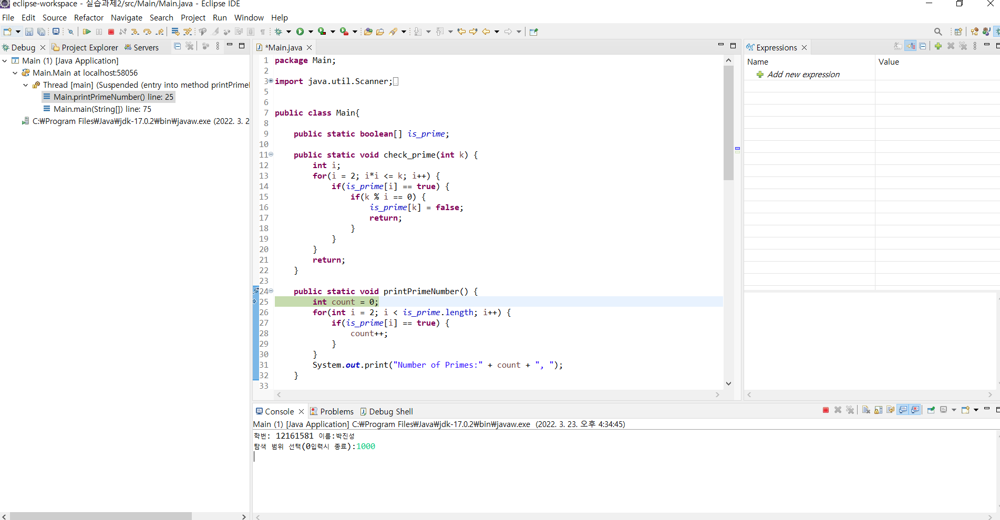 eclipse-workspace - 실습과제2/src/Main/Main.java - Eclipse IDE
File Edit Source Refactor Navigate Search Project Run Window Help
Debug Project Explorer Servers
Main (1) [Java Application]
Main.Main at localhost:58056
Thread [main] (Suspended (entry into method printPrime
Main.printPrimeNumber() line: 25
Main.main(String[]) line: 75
C:₩Program Files₩Java₩jdk-17.0.2₩bin₩javaw.exe (2022. 3. 2
*Main.java
1 package Main;
2
3 import java.util.Scanner;
5
6
7 public class Main{
8
9 public static boolean[] is_prime;
10
11 public static void check_prime(int k) {
12 int i;
13 for(i = 2; i*i <= k; i++) {
14 if(is_prime[i] == true) {
15 if(k % i == 0) {
16 is_prime[k] = false;
17 return;
18 }
19 }
20 }
21 return;
22 }
23
24 public static void printPrimeNumber() {
25 int count = 0;
26 for(int i = 2; i < is_prime.length; i++) {
27 if(is_prime[i] == true) {
28 count++;
29 }
30 }
31 System.out.print("Number of Primes:" + count + ", ");
32 }
33
Expressions
Name Value
Add new expression
Console Problems Debug Shell
Main (1) [Java Application] C:₩Program Files₩Java₩jdk-17.0.2₩bin₩javaw.exe (2022. 3. 23. 오후 4:34:45)
학번: 12161581 이름:박진성
탐색 범위 선택(0입력시 종료):1000